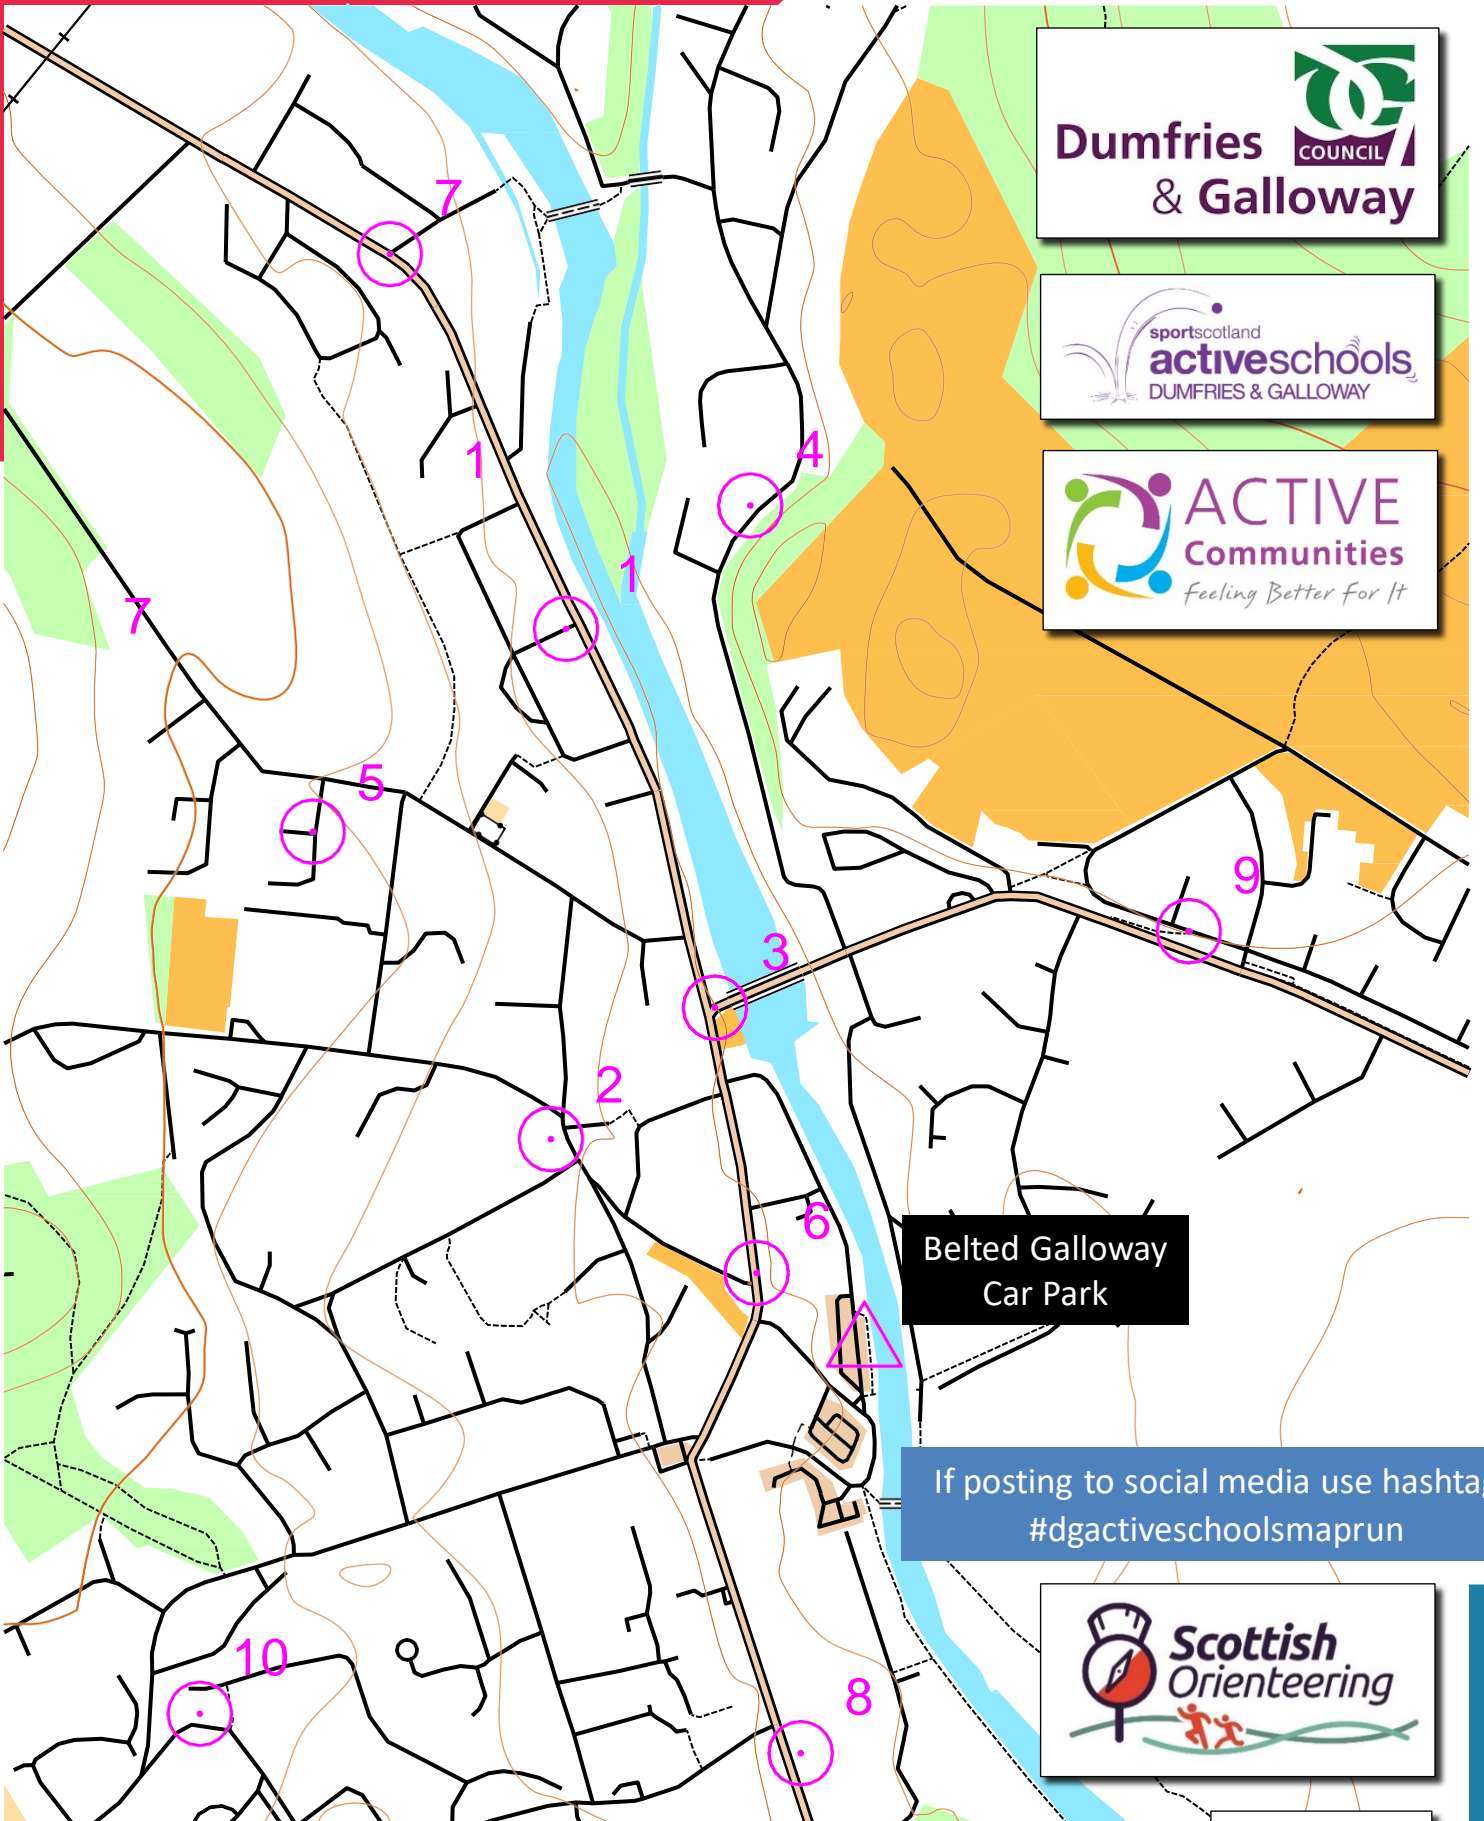 Dumfries
COUNCIL
& Galloway
sportscotland
activeschools
DUMFRIES & GALLOWAY
ACTIVE
Communities
Feeling Better For It
7
1
4
1
7
5
9
3
2
6
Belted Galloway
Car Park
If posting to social media use hashtag
#dgactiveschoolsmaprun
Scottish
Orienteering
10
8